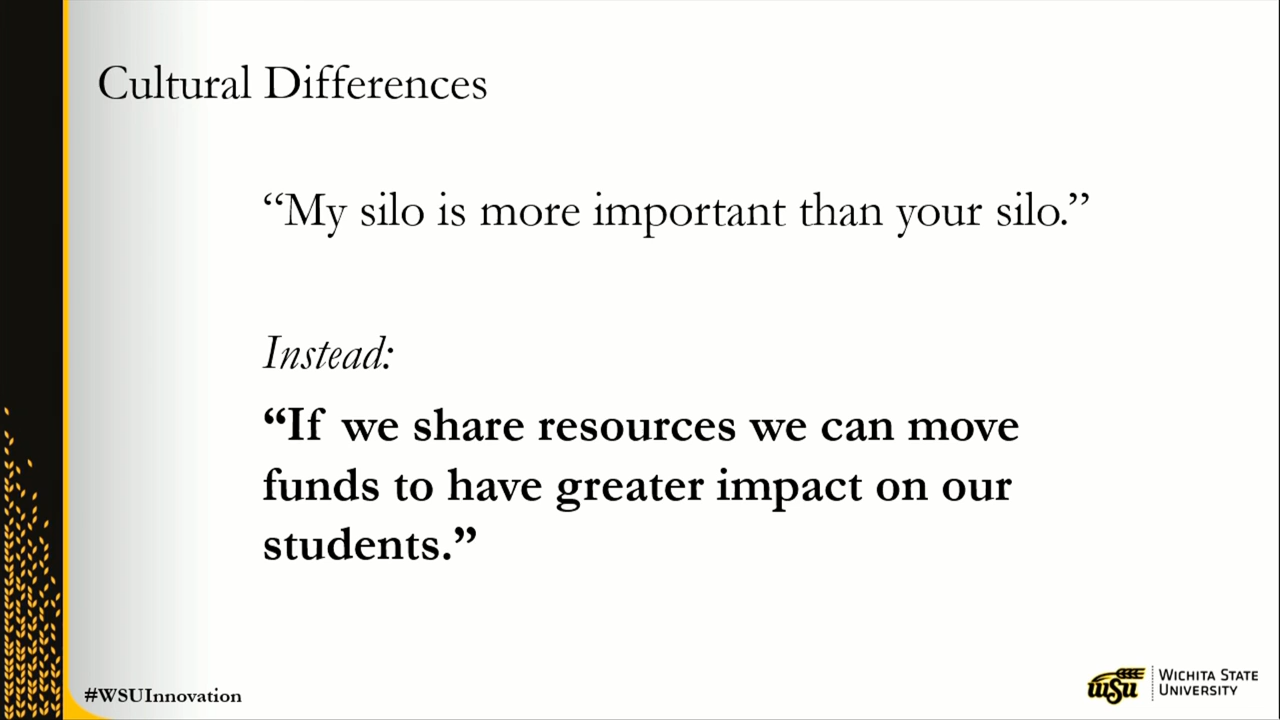 Cultural Differences
“My silo is more important than your silo.”
Instead:
“If we share resources we can move
funds to have greater impact on our
students.”
#WSUInnovation
WSU
WICHITA STATE
UNIVERSITY